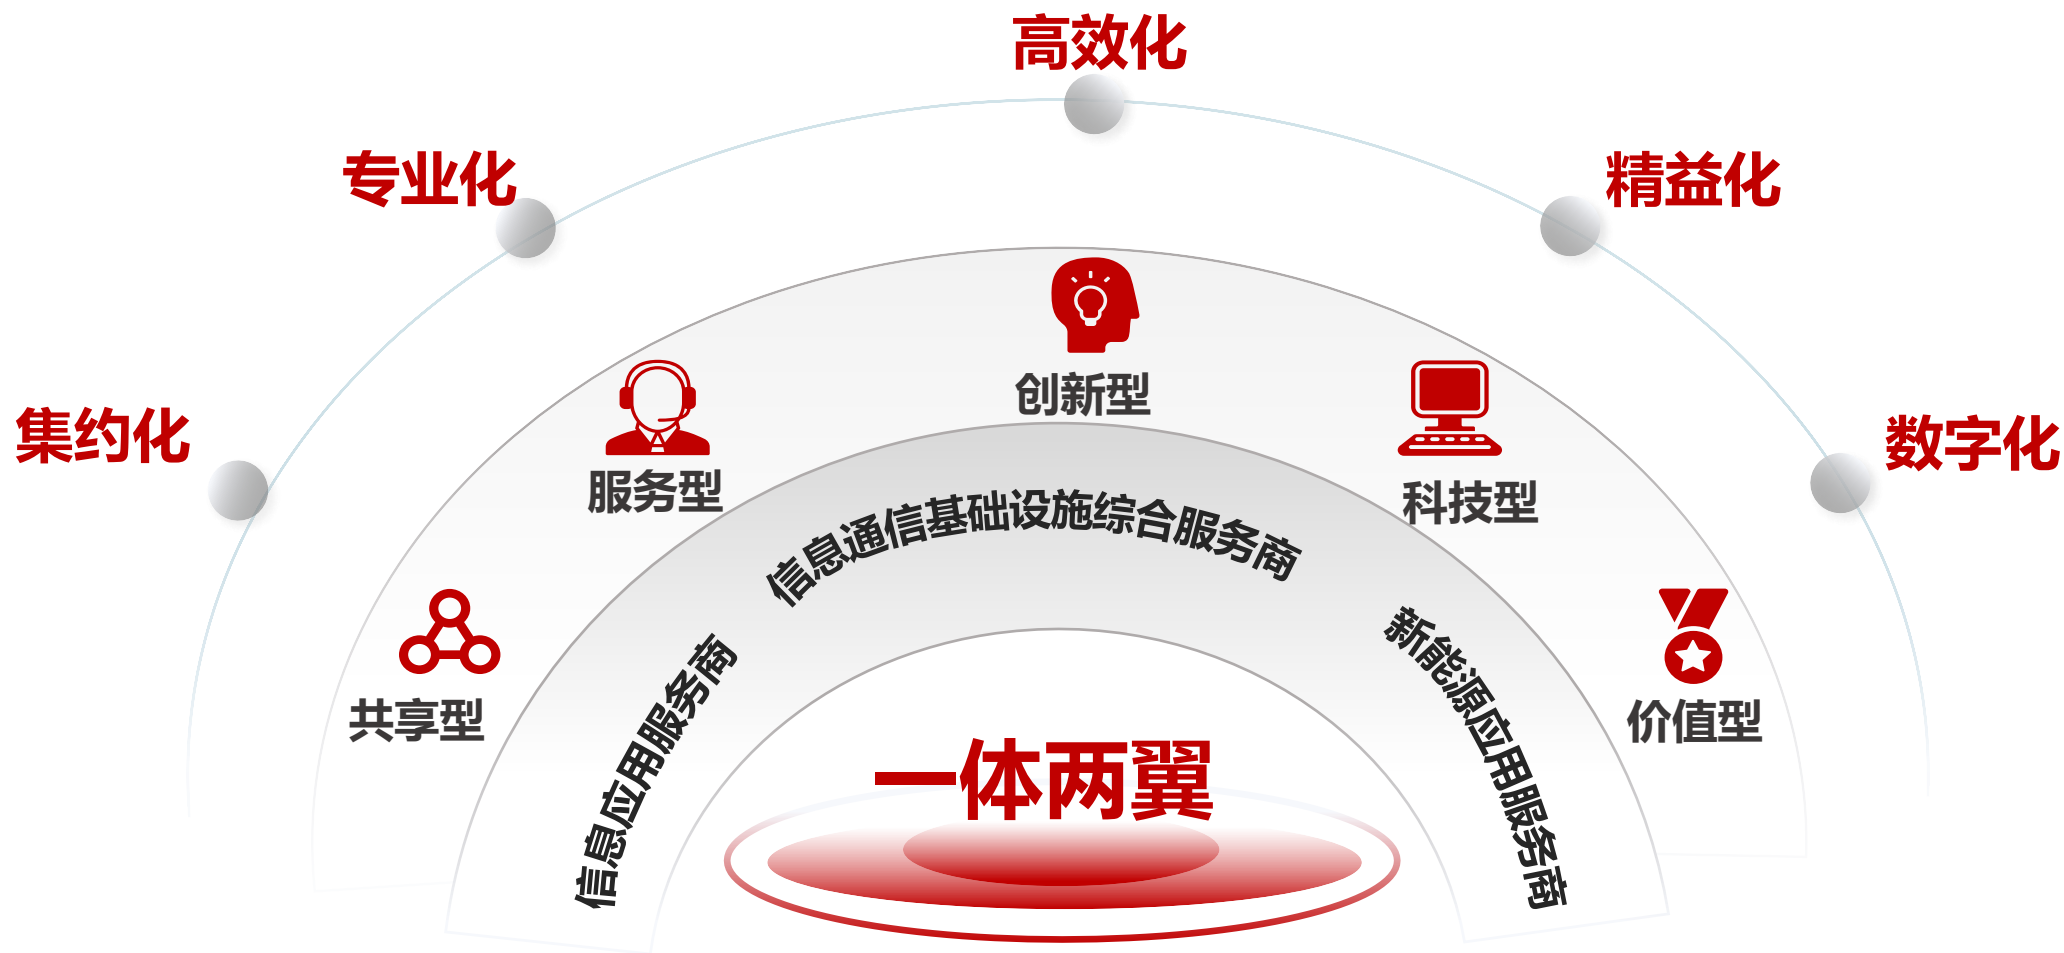 高效化
专业化
精益化
集约化
数字化
创新型
服务型
科技型
共享型
价值型
信息通信基础设施综合服务商
信息应用服务商
新能源应用服务商
一体两翼